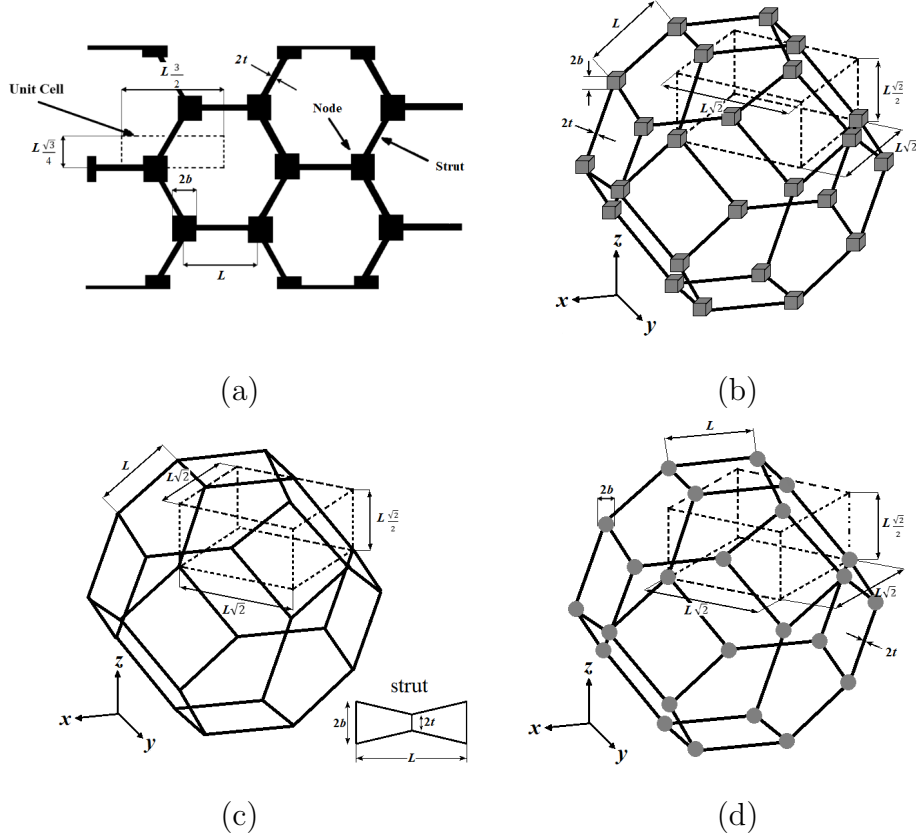 2t
L 3/2
Unit Cell
Node
L √3/4
Strut
2b
L
(a)
L
2b
L√2
L √2/2
2t
L√2
z
x
y
(b)
L
L√2
L √2/2
L√2
z
x
y
strut
2b
2t
L
(c)
L
2b
L √2/2
L√2
L√2
2t
z
x
y
(d)